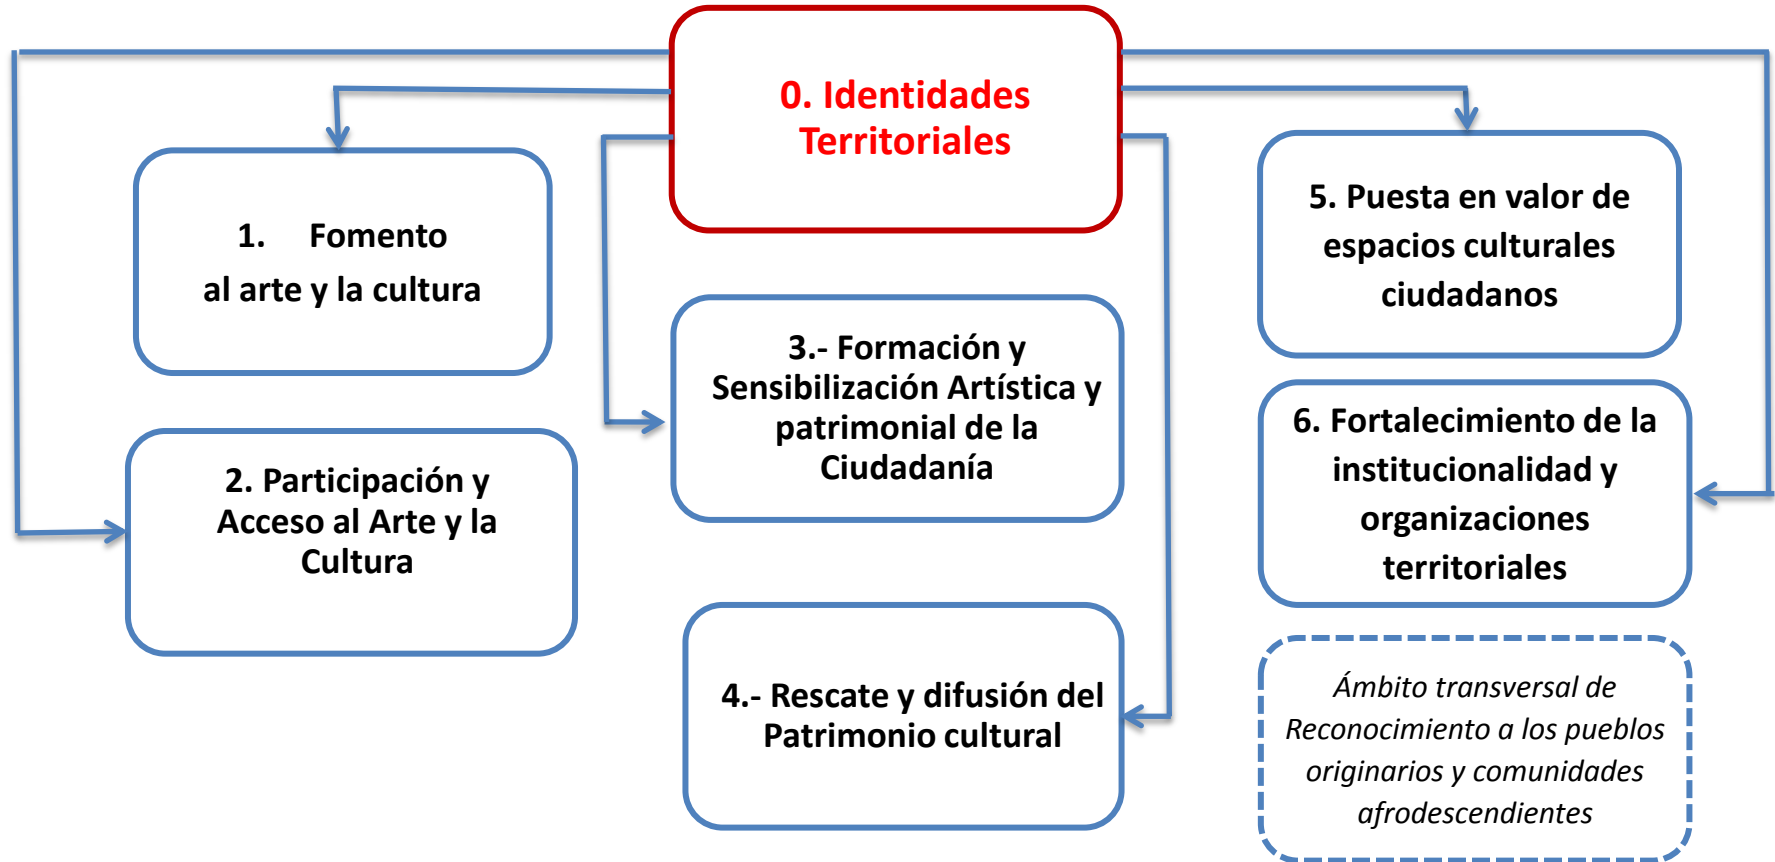 0. Identidades
Territoriales
1. Fomento
al arte y la cultura
2. Participación y
Acceso al Arte y la
Cultura
3.- Formación y
Sensibilización Artística y
patrimonial de la
Ciudadanía
4.- Rescate y difusión del
Patrimonio cultural
5. Puesta en valor de
espacios culturales
ciudadanos
6. Fortalecimiento de la
institucionalidad y
organizaciones
territoriales
Ámbito transversal de
Reconocimiento a los pueblos
originarios y comunidades
afrodescendientes